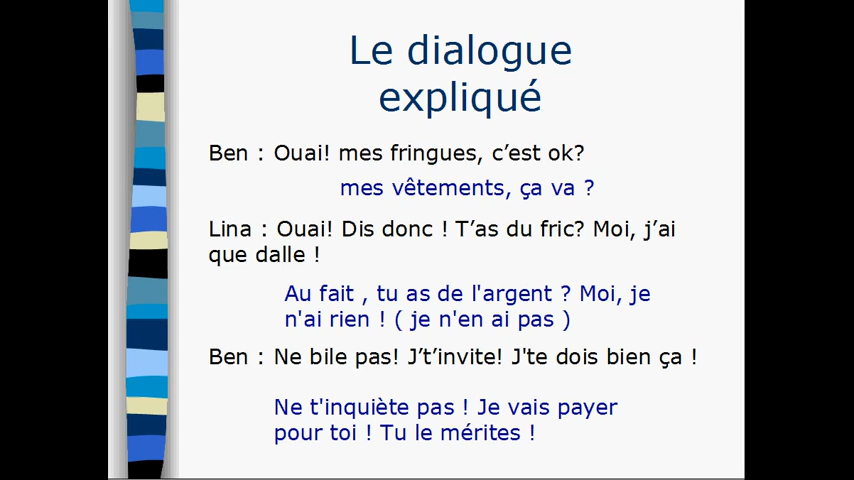 Le dialogue
expliqué
Ben : Ouai! mes fringues, c’est ok?
mes vêtements, ça va ?
Lina : Ouai! Dis donc ! T’as du fric? Moi, j’ai
que dalle !
Au fait , tu as de l'argent ? Moi, je
n'ai rien ! ( je n'en ai pas )
Ben : Ne bile pas! J’t’invite! J'te dois bien ça !
Ne t'inquiète pas ! Je vais payer
pour toi ! Tu le mérites !